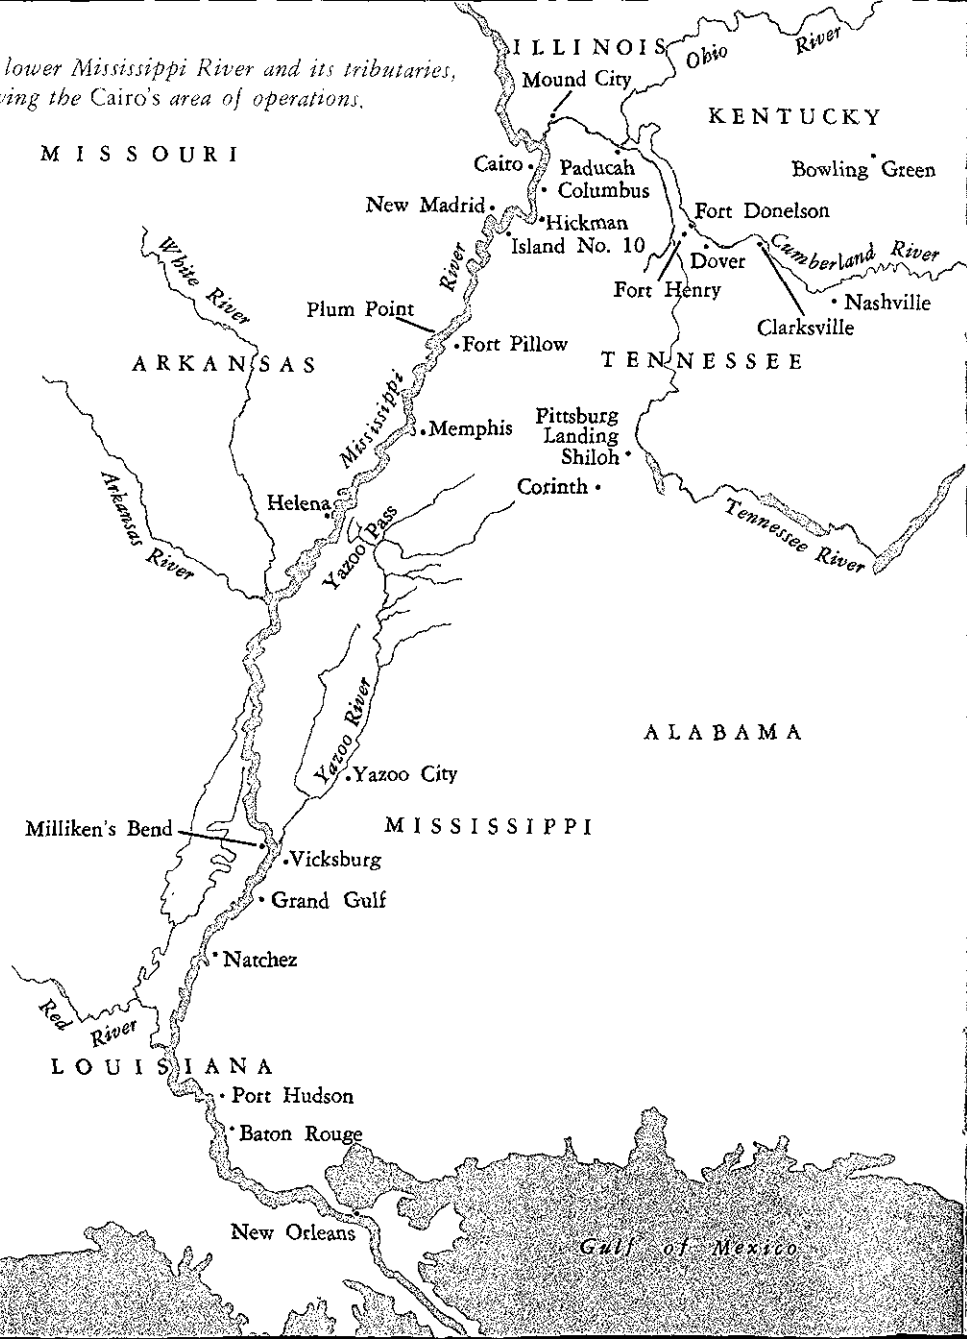 lower Mississippi River and its tributaries,
ving the Cairo's area of operations.
ILLINOIS
Ohio River
Mound City
KENTUCKY
MISSOURI
Cairo
Paducah
Bowling Green
Columbus
New Madrid
Hickman
Fort Donelson
Island No. 10
Cumberland River
Dover
White River
River
Fort Henry
Nashville
Plum Point
Clarksville
Fort Pillow
ARKANSAS
TENNESSEE
Mississippi
Memphis
Pittsburg
Landing
Shiloh
Corinth
Helena
Arkansas River
Yazoo Pass
Tennessee River
Yazoo River
ALABAMA
Yazoo City
Milliken's Bend
MISSISSIPPI
Vicksburg
Grand Gulf
Natchez
Red River
LOUISIANA
Port Hudson
Baton Rouge
New Orleans
Gulf of Mexico